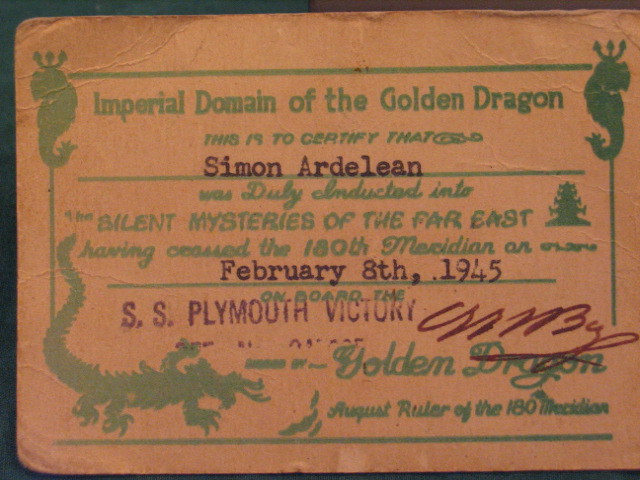 Imperial Domain of the Golden Dragon
THIS IS TO CERTIFY THAT
Simon Ardelean
was Duly Inducted into
The SILENT MYSTERIES OF THE FAR EAST
having crossed the 180th Meridian on
February 8th, 1945
ON BOARD THE
S. S. PLYMOUTH VICTORY
SIGNED BY
Golden Dragon
August Ruler of the 180 Meridian